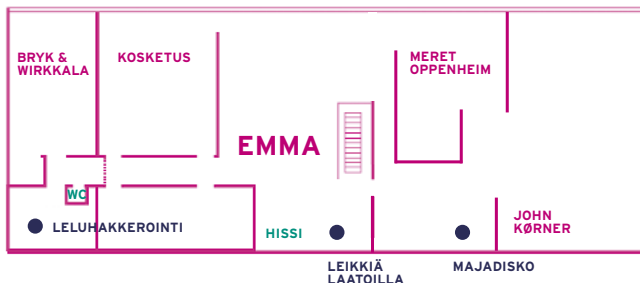 BRYK &
WIRKKALA
KOSKETUS
MERET
OPPENHEIM
EMMA
WC
LELUHAKKEROINTI
HISSI
JOHN
KØRNER
LEIKKIÄ
LAATOILLA
MAJADISKO